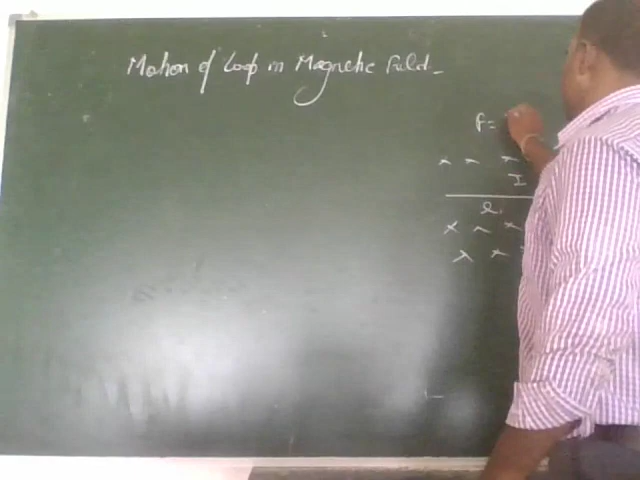 Motion of Loop in Magnetic Field -
F =
x x x
I
l
x x x
x x